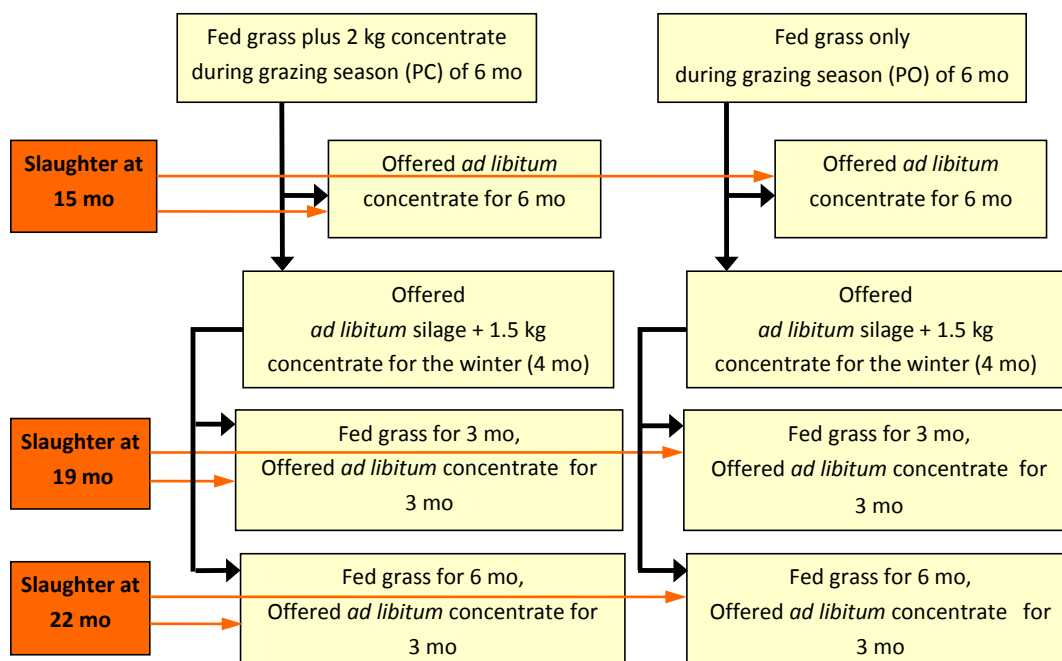 Fed grass plus 2 kg concentrate
during grazing season (PC) of 6 mo
Fed grass only
during grazing season (PO) of 6 mo
Slaughter at
15 mo
Offered ad libitum
concentrate for 6 mo
Offered ad libitum
concentrate for 6 mo
Offered
ad libitum silage + 1.5 kg
concentrate for the winter (4 mo)
Offered
ad libitum silage + 1.5 kg
concentrate for the winter (4 mo)
Slaughter at
19 mo
Fed grass for 3 mo,
Offered ad libitum concentrate for
3 mo
Fed grass for 3 mo,
Offered ad libitum concentrate for
3 mo
Slaughter at
22 mo
Fed grass for 6 mo,
Offered ad libitum concentrate for
3 mo
Fed grass for 6 mo,
Offered ad libitum concentrate for
3 mo